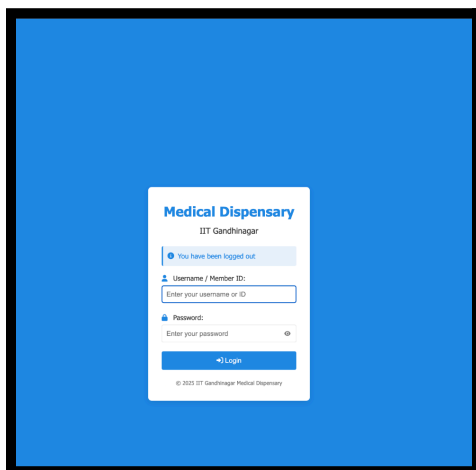 Medical Dispensary
IIT Gandhinagar
You have been logged out
Username / Member ID:
Enter your username or ID
Password:
Enter your password
Login
© 2025 IIT Gandhinagar Medical Dispensary